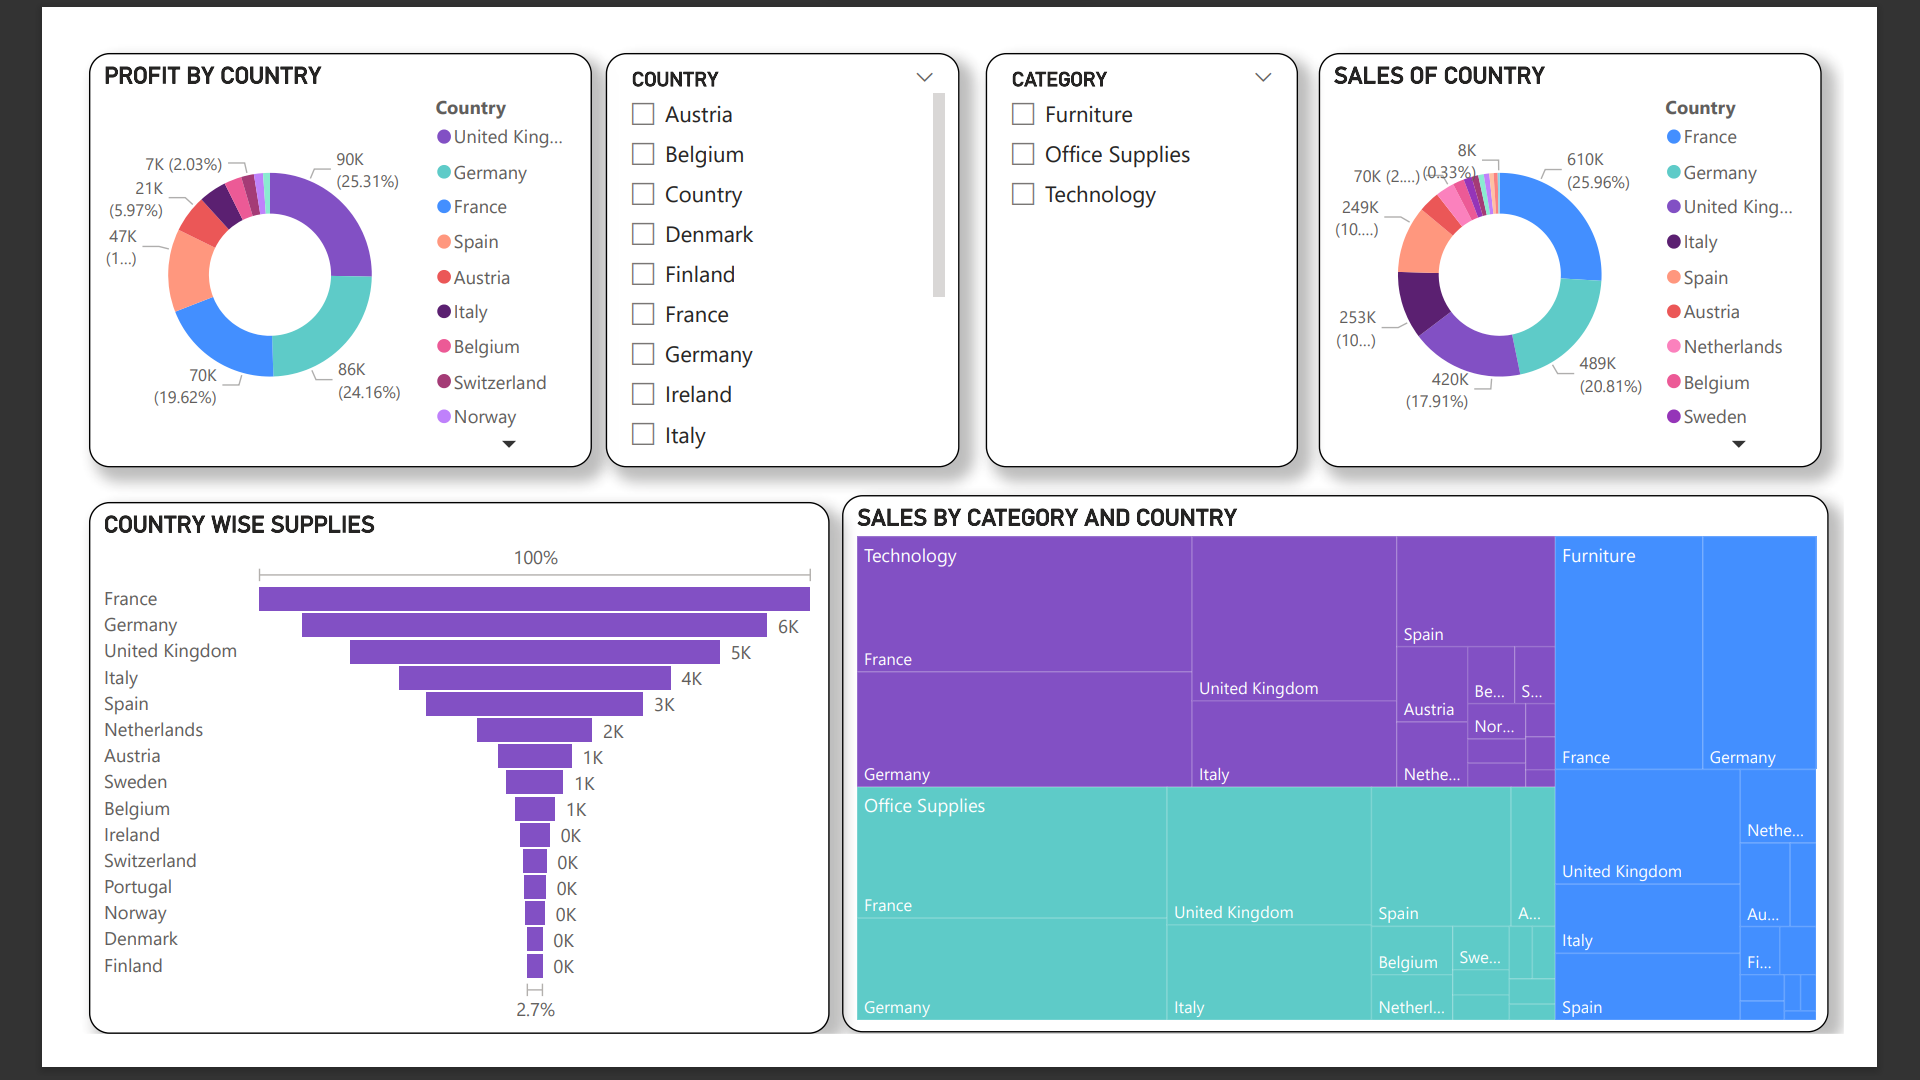 PROFIT BY COUNTRY
Country
United King...
Germany
France
Spain
Austria
Italy
Belgium
Switzerland
Norway
90K
(25.31%)
86K
(24.16%)
70K
(19.62%)
47K
(1...)
21K
(5.97%)
7K (2.03%)
COUNTRY
Austria
Belgium
Country
Denmark
Finland
France
Germany
Ireland
Italy
CATEGORY
Furniture
Office Supplies
Technology
SALES OF COUNTRY
Country
France
Germany
United King...
Italy
Spain
Austria
Netherlands
Belgium
Sweden
610K
(25.96%)
489K
(20.81%)
420K
(17.91%)
253K
(10...)
249K
(10....)
70K (2....)
8K
(0.33%)
COUNTRY WISE SUPPLIES
100%
France
Germany 6K
United Kingdom 5K
Italy 4K
Spain 3K
Netherlands 2K
Austria 1K
Sweden 1K
Belgium 1K
Ireland 0K
Switzerland 0K
Portugal 0K
Norway 0K
Denmark 0K
Finland 0K
2.7%
SALES BY CATEGORY AND COUNTRY
Technology
France
Germany
United Kingdom
Italy
Spain
Austria
Nethe...
Be...
S...
Nor...
Office Supplies
France
Germany
United Kingdom
Italy
Spain
A...
Belgium
Swe...
Netherl...
Furniture
France
Germany
United Kingdom
Italy
Spain
Nethe...
Au...
Fi...